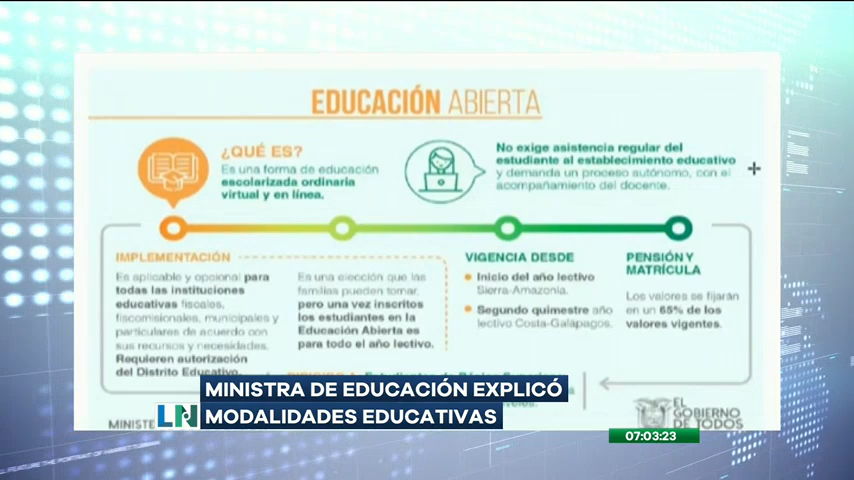 EDUCACIÓN ABIERTA
¿QUÉ ES?
Es una forma de educación
escolarizada ordinaria
virtual y en línea.
No exige asistencia regular del
estudiante al establecimiento educativo
y demanda un proceso autónomo, con el
acompañamiento del docente.
IMPLEMENTACIÓN
Es aplicable y opcional para
todas las instituciones
educativas fiscales,
fiscomisionales, municipales y
particulares de acuerdo con
sus recursos y necesidades.
Requieren autorización
del Distrito Educativo.
Es una elección que las
familias pueden tomar,
pero una vez inscritos
los estudiantes en la
Educación Abierta es
para todo el año lectivo.
VIGENCIA DESDE
Inicio del año lectivo
Sierra-Amazonía.
Segundo quimestre año
lectivo Costa-Galápagos.
PENSIÓN Y
MATRÍCULA
Los valores se fijarán
en un 65% de los
valores vigentes.
MINISTE
EL
GOBIERNO
DE TODOS
MINISTRA DE EDUCACIÓN EXPLICÓ
LN MODALIDADES EDUCATIVAS
07:03:23